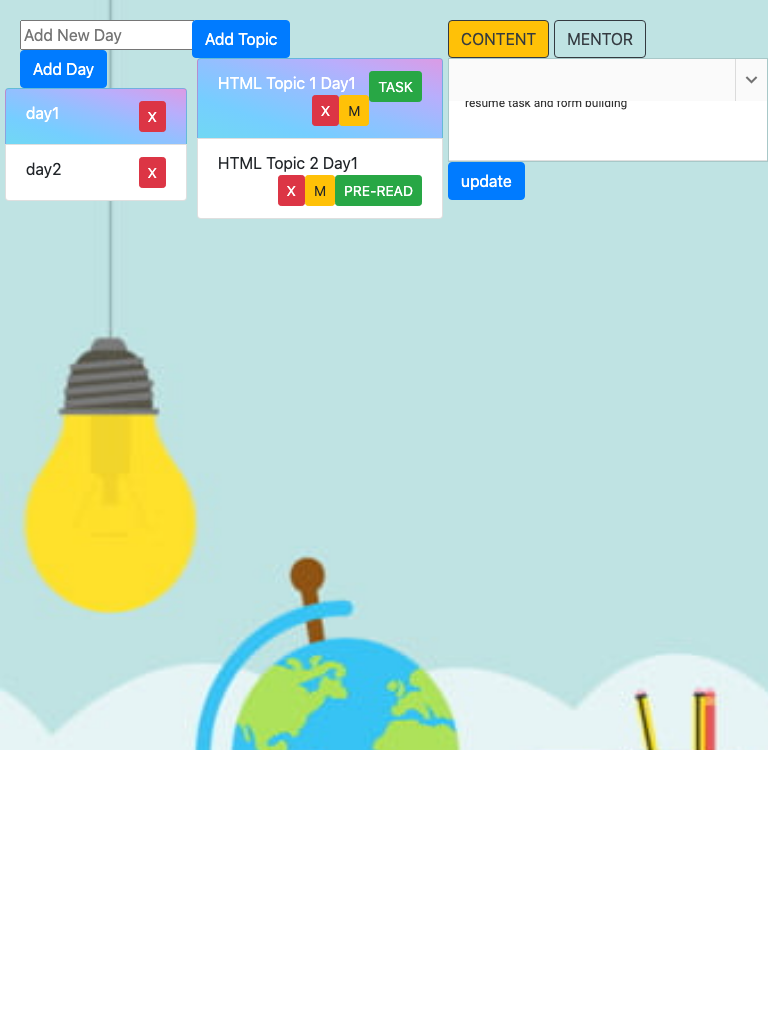 Add New Day
Add Day
day1
X
day2
X
Add Topic
HTML Topic 1 Day1
TASK
M
X
HTML Topic 2 Day1
X
M
PRE-READ
CONTENT
MENTOR
resume task and form building
update